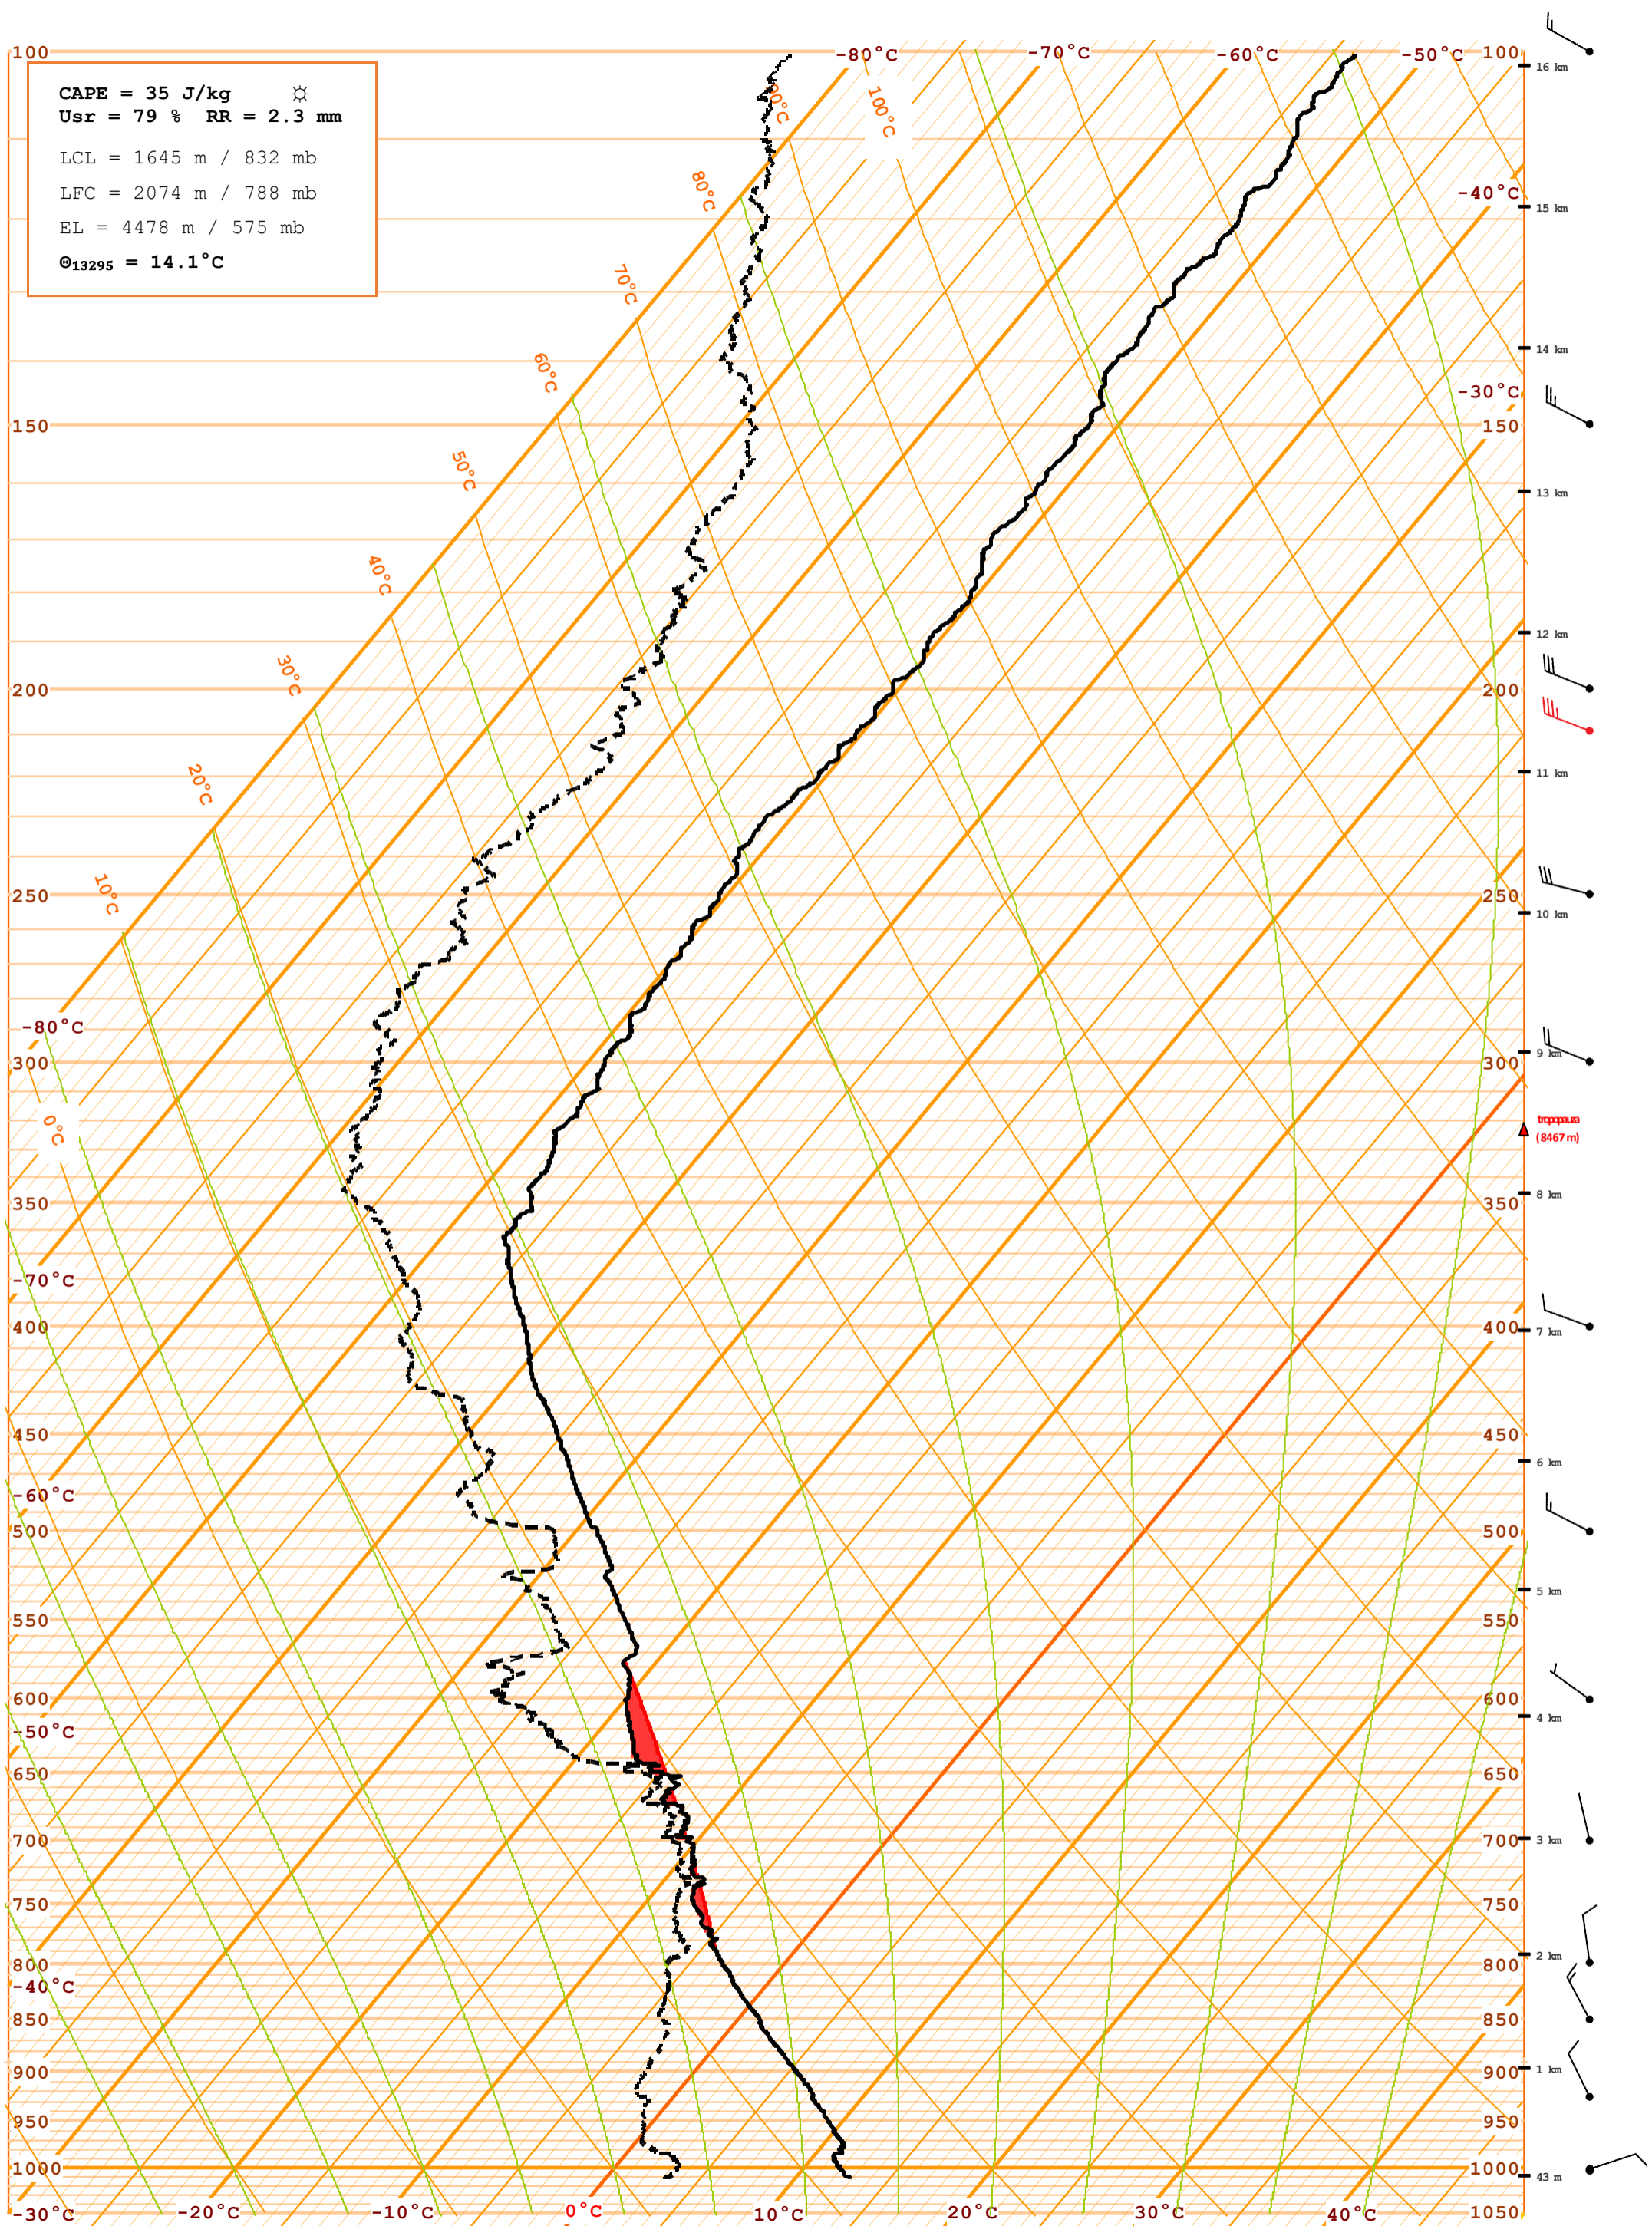 100 -80°C -70°C -60°C -50°C 100
16 km
CAPE = 35 J/kg ☼
Usr = 79 % RR = 2.3 mm
LCL = 1645 m / 832 mb
LFC = 2074 m / 788 mb
EL = 4478 m / 575 mb
Θ₁₃₂₉₅ = 14.1°C
90°C 100°C
80°C -40°C
15 km
70°C
14 km
60°C -30°C
150 150
50°C
13 km
40°C
12 km
30°C
200 200
20°C 11 km
10°C
250 250
10 km
-80°C
300 300
9 km
0°C
tropopauza
(8467 m)
350 350
8 km
-70°C
400 400
7 km
450 450
6 km
-60°C
500 500
5 km
550 550
600 600
4 km
-50°C
650 650
700 700
3 km
750 750
2 km
800 800
-40°C
850 850
900 900
1 km
950 950
1000 1000
43 m
-30°C -20°C -10°C 0°C 10°C 20°C 30°C 40°C 1050